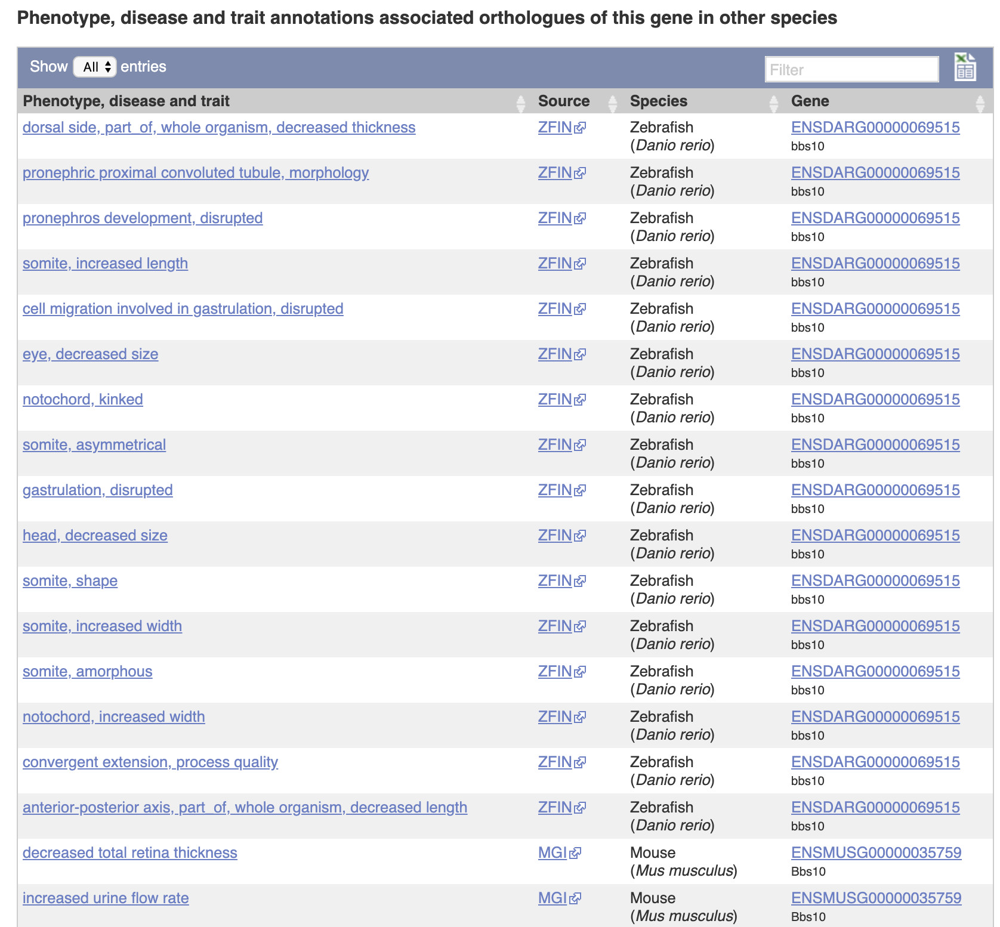 Phenotype, disease and trait annotations associated orthologues of this gene in other species
Show All entries Filter
Phenotype, disease and trait Source Species Gene
dorsal side, part_of, whole organism, decreased thickness ZFIN Zebrafish ENSDARG00000069515
(Danio rerio) bbs10
pronephric proximal convoluted tubule, morphology ZFIN Zebrafish ENSDARG00000069515
(Danio rerio) bbs10
pronephros development, disrupted ZFIN Zebrafish ENSDARG00000069515
(Danio rerio) bbs10
somite, increased length ZFIN Zebrafish ENSDARG00000069515
(Danio rerio) bbs10
cell migration involved in gastrulation, disrupted ZFIN Zebrafish ENSDARG00000069515
(Danio rerio) bbs10
eye, decreased size ZFIN Zebrafish ENSDARG00000069515
(Danio rerio) bbs10
notochord, kinked ZFIN Zebrafish ENSDARG00000069515
(Danio rerio) bbs10
somite, asymmetrical ZFIN Zebrafish ENSDARG00000069515
(Danio rerio) bbs10
gastrulation, disrupted ZFIN Zebrafish ENSDARG00000069515
(Danio rerio) bbs10
head, decreased size ZFIN Zebrafish ENSDARG00000069515
(Danio rerio) bbs10
somite, shape ZFIN Zebrafish ENSDARG00000069515
(Danio rerio) bbs10
somite, increased width ZFIN Zebrafish ENSDARG00000069515
(Danio rerio) bbs10
somite, amorphous ZFIN Zebrafish ENSDARG00000069515
(Danio rerio) bbs10
notochord, increased width ZFIN Zebrafish ENSDARG00000069515
(Danio rerio) bbs10
convergent extension, process quality ZFIN Zebrafish ENSDARG00000069515
(Danio rerio) bbs10
anterior-posterior axis, part_of, whole organism, decreased length ZFIN Zebrafish ENSDARG00000069515
(Danio rerio) bbs10
decreased total retina thickness MGI Mouse ENSMUSG00000035759
(Mus musculus) Bbs10
increased urine flow rate MGI Mouse ENSMUSG00000035759
(Mus musculus) Bbs10